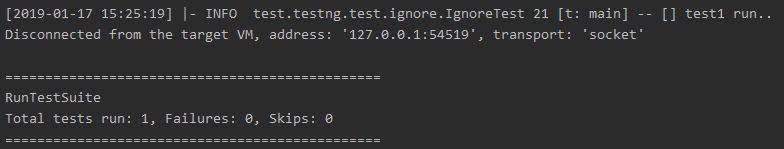 [2019-01-17 15:25:19] |- INFO  test.testng.test.ignore.IgnoreTest 21 [t: main] -- [] test1 run..
Disconnected from the target VM, address: '127.0.0.1:54519', transport: 'socket'
===============================================
RunTestSuite
Total tests run: 1, Failures: 0, Skips: 0
===============================================